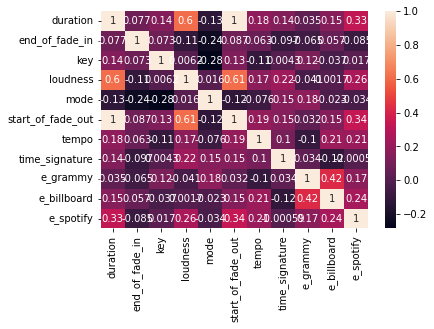 duration 1 0.077 0.14 0.6 -0.13 1 0.18 0.14 0.035 0.15 0.33
end_of_fade_in 0.077 1 0.073 -0.11 -0.24 0.087 0.063 -0.097 -0.065 0.057 -0.085
key 0.14 0.073 1 -0.28 0.13 -0.11 0.0043 0.12 0.017
loudness 0.6 -0.11 1 0.016 0.61 0.17 0.22 -0.041 0.0017 0.26
mode -0.13 -0.24 -0.28 0.016 1 -0.12 -0.076 0.15 0.18 -0.023 -0.034
start_of_fade_out 1 0.087 0.13 0.61 -0.12 1 0.19 0.15 0.032 0.15 0.34
tempo 0.18 0.063 -0.11 0.17 -0.076 0.19 1 0.1 -0.1 0.21 0.21
time_signature 0.14 -0.097 0.0043 0.22 0.15 0.15 0.1 1 0.034 -0.12
e_grammy 0.035 -0.065 0.12 -0.041 0.18 0.032 -0.1 0.034 1 0.42 0.17
e_billboard 0.15 0.057 0.0017 -0.023 0.15 0.21 -0.12 0.42 1 0.24
e_spotify 0.33 -0.085 0.017 0.26 -0.034 0.34 0.21 0.17 0.24 1
duration end_of_fade_in key loudness mode start_of_fade_out tempo time_signature e_grammy e_billboard e_spotify
1.0
0.8
0.6
0.4
0.2
0.0
-0.2